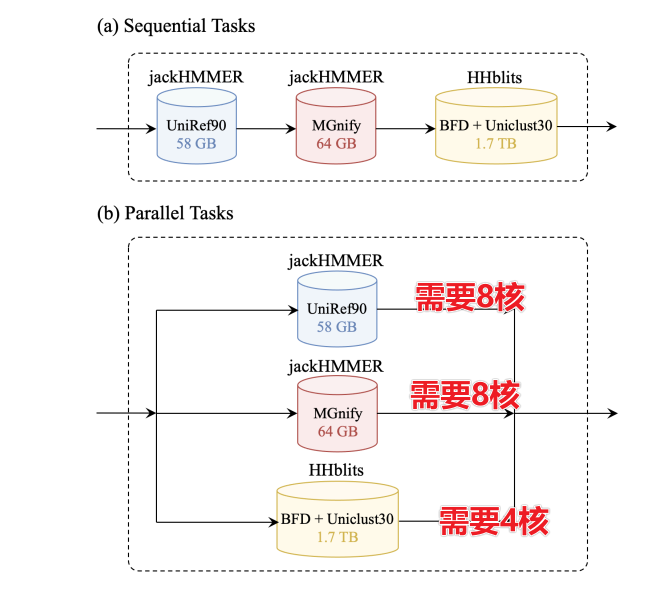 (a) Sequential Tasks
jackHMMER
jackHMMER
HHblits
UniRef90
58 GB
MGnify
64 GB
BFD + Uniclust30
1.7 TB
(b) Parallel Tasks
jackHMMER
UniRef90
58 GB
需要8核
jackHMMER
MGnify
64 GB
需要8核
HHblits
BFD + Uniclust30
1.7 TB
需要4核